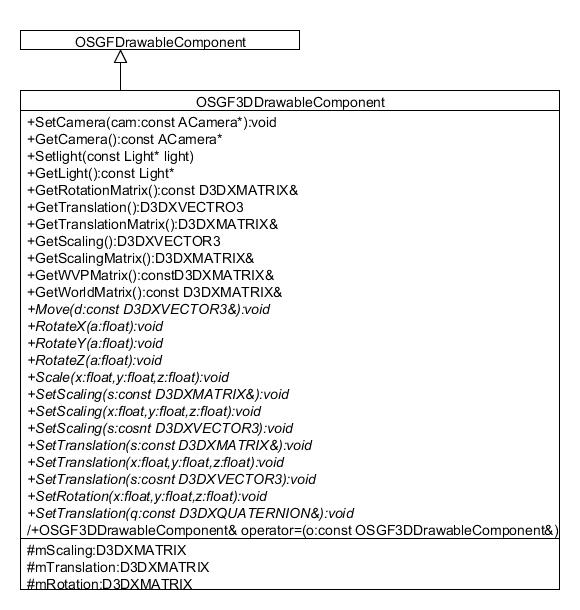 OSGFDrawableComponent
OSGF3DDrawableComponent
+SetCamera(cam:const ACamera*):void
+GetCamera():const ACamera*
+Setlight(const Light* light)
+GetLight():const Light*
+GetRotationMatrix():const D3DXMATRIX&
+GetTranslation():D3DXVECTRO3
+GetTranslationMatrix():D3DXMATRIX&
+GetScaling():D3DXVECTOR3
+GetScalingMatrix():D3DXMATRIX&
+GetWVPMatrix():constD3DXMATRIX&
+GetWorldMatrix():const D3DXMATRIX&
+Move(d:const D3DXVECTOR3&):void
+RotateX(a:float):void
+RotateY(a:float):void
+RotateZ(a:float):void
+Scale(x:float,y:float,z:float):void
+SetScaling(s:const D3DXMATRIX&):void
+SetScaling(x:float,y:float,z:float):void
+SetScaling(s:cosnt D3DXVECTOR3):void
+SetTranslation(s:const D3DXMATRIX&):void
+SetTranslation(x:float,y:float,z:float):void
+SetTranslation(s:cosnt D3DXVECTOR3):void
+SetRotation(x:float,y:float,z:float):void
+SetTranslation(q:const D3DXQUATERNION&):void
/+OSGF3DDrawableComponent& operator=(o:const OSGF3DDrawableComponent&)
#mScaling:D3DXMATRIX
#mTranslation:D3DXMATRIX
#mRotation:D3DXMATRIX